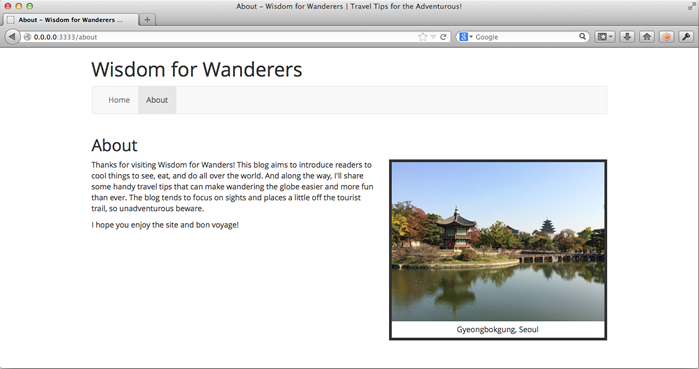 About – Wisdom for Wanderers | Travel Tips for the Adventurous!
About – Wisdom for Wanderers ...
0.0.0.0:3333/about
Google
Wisdom for Wanderers
Home
About
About
Thanks for visiting Wisdom for Wanders! This blog aims to introduce readers to
cool things to see, eat, and do all over the world. And along the way, I'll share
some handy travel tips that can make wandering the globe easier and more fun
than ever. The blog tends to focus on sights and places a little off the tourist
trail, so unadventurous beware.
I hope you enjoy the site and bon voyage!
Gyeongbokgung, Seoul